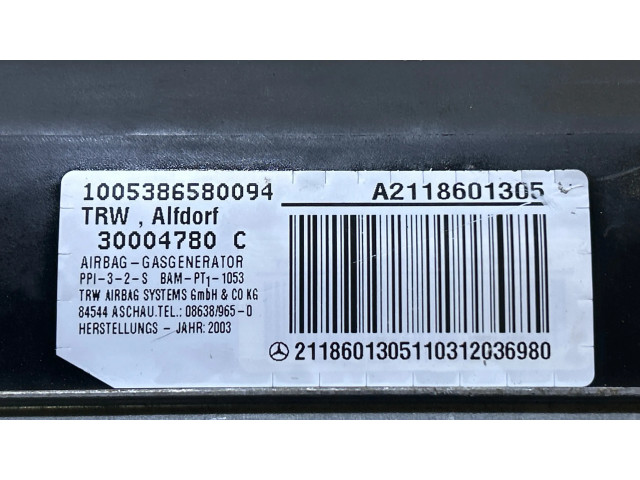 1005386580094 A2118601305 V
TRW , Alfdorf
30004780 C
AIRBAG-GASGENERATOR
PPI-3-2-S BAM-PT1-1053
TRW AIRBAG SYSTEMS GmbH & CO KG
84544 ASCHAU.TEL.: 08638/965-0
HERSTELLUNGS - JAHR: 2003
2118601305110312036980